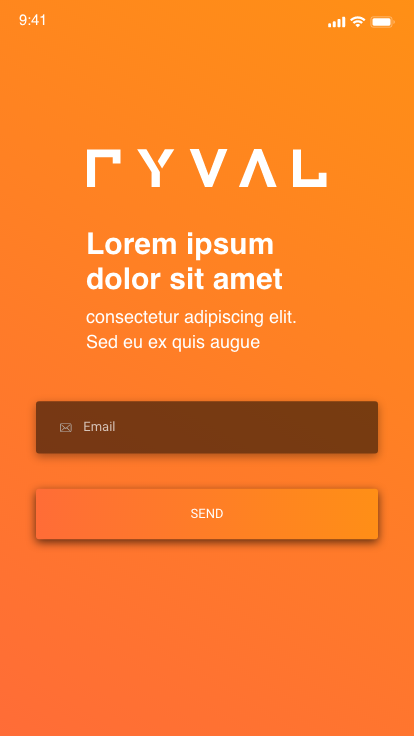 9:41
RYVAL
Lorem ipsum
dolor sit amet
consectetur adipiscing elit.
Sed eu ex quis augue
Email
SEND